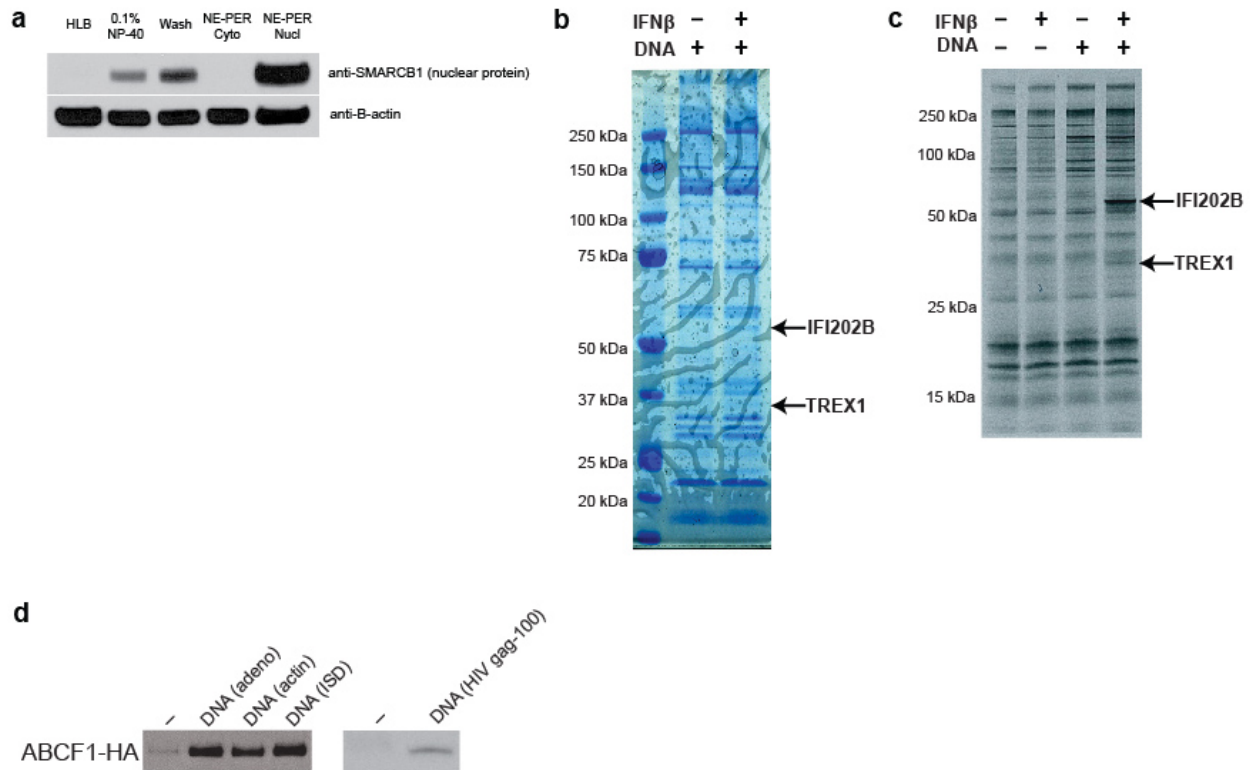 a
HLB
0.1%
NP-40
Wash
NE-PER
Cyto
NE-PER
Nucl
anti-SMARCB1 (nuclear protein)
anti-B-actin
b
IFNβ – +
DNA + +
250 kDa
150 kDa
100 kDa
75 kDa
IFI202B
50 kDa
37 kDa
TREX1
25 kDa
20 kDa
c
IFNβ – + – +
DNA – – + +
250 kDa
100 kDa
IFI202B
50 kDa
TREX1
25 kDa
15 kDa
d
–
DNA (adeno)
DNA (actin)
DNA (ISD)
–
DNA (HIV gag-100)
ABCF1-HA